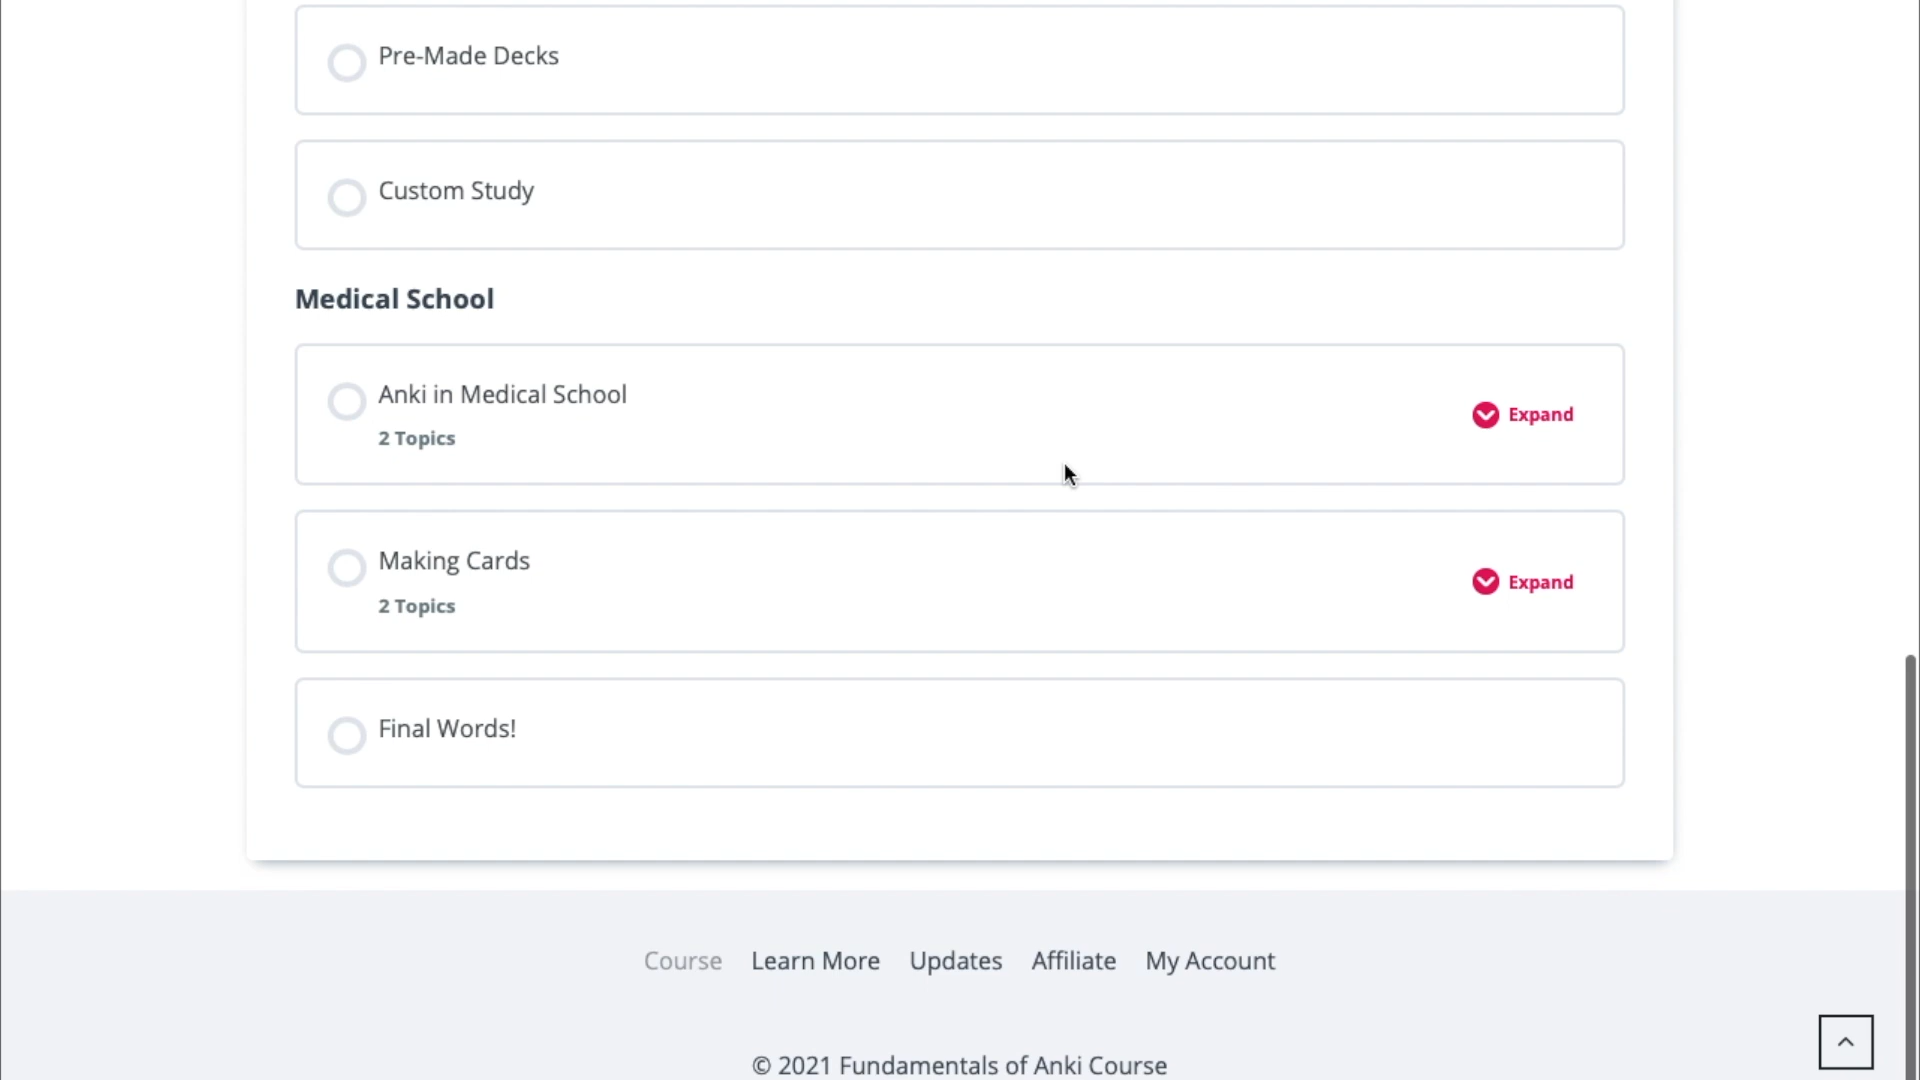 Pre-Made Decks
Custom Study
Medical School
Anki in Medical School
2 Topics
Expand
Making Cards
2 Topics
Expand
Final Words!
Course Learn More Updates Affiliate My Account
© 2021 Fundamentals of Anki Course